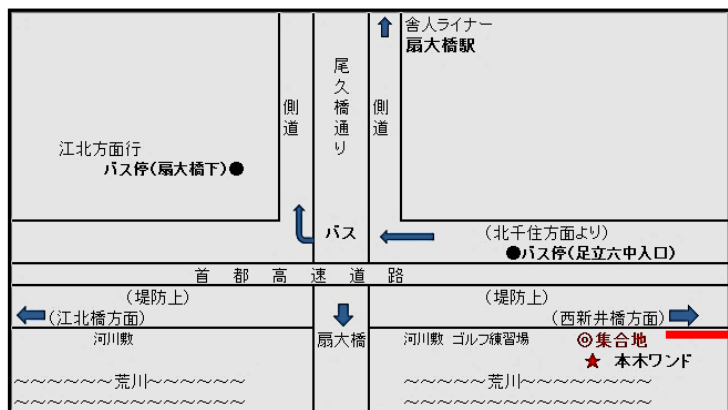 舎人ライナー
扇大橋駅
尾久橋通り
側道
側道
江北方面行
バス停(扇大橋下)●
バス
(北千住方面より)
●バス停(足立六中入口)
首都高速道路
(堤防上)
(堤防上)
(江北橋方面)
(西新井橋方面)
河川敷
扇大橋
河川敷 ゴルフ練習場
◎集合地
★ 本木ワンド
~~~~~~荒川~~~~~~
~~~~~~荒川~~~~~~~~